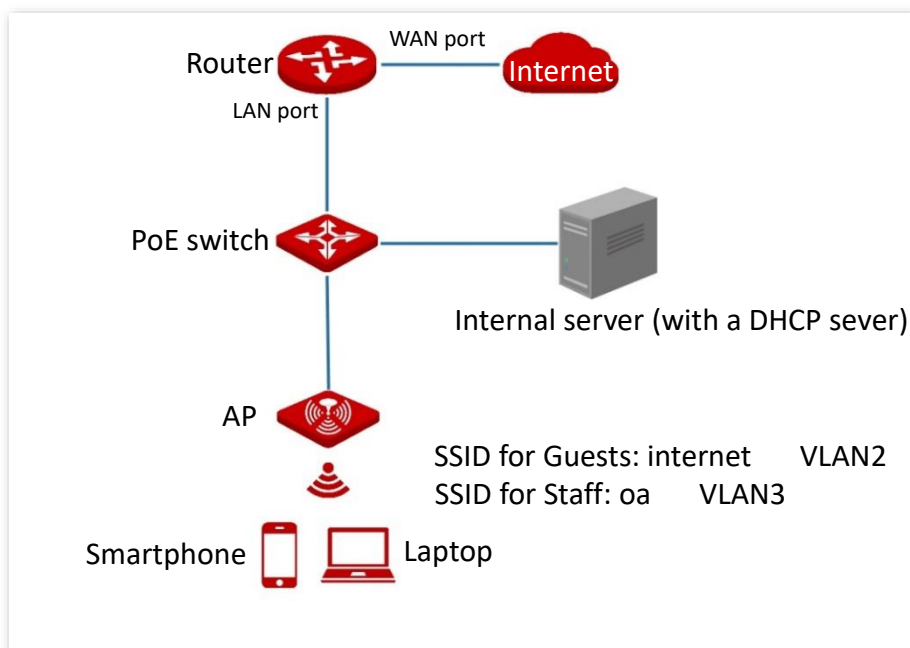 WAN port
Router
Internet
LAN port
PoE switch
Internal server (with a DHCP sever)
AP
SSID for Guests: internet VLAN2
SSID for Staff: oa VLAN3
Smartphone
Laptop